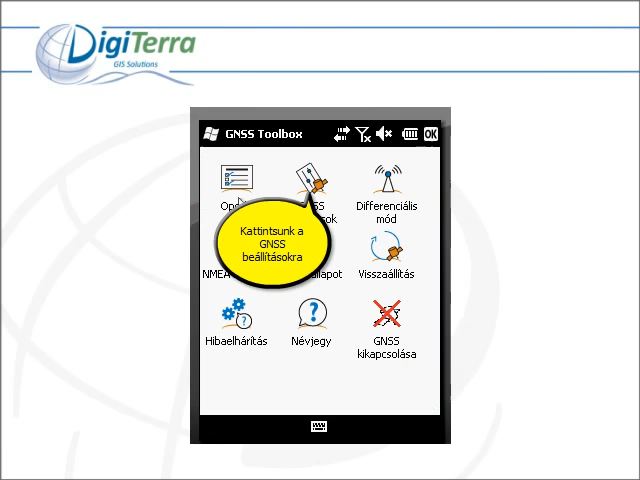 DigiTerra
GIS Solutions
GNSS Toolbox
OK
Differenciális
mód
Kattintsunk a
GNSS
beállításokra
NMEA
Visszaállítás
Hibaelhárítás
Névjegy
GNSS
kikapcsolása